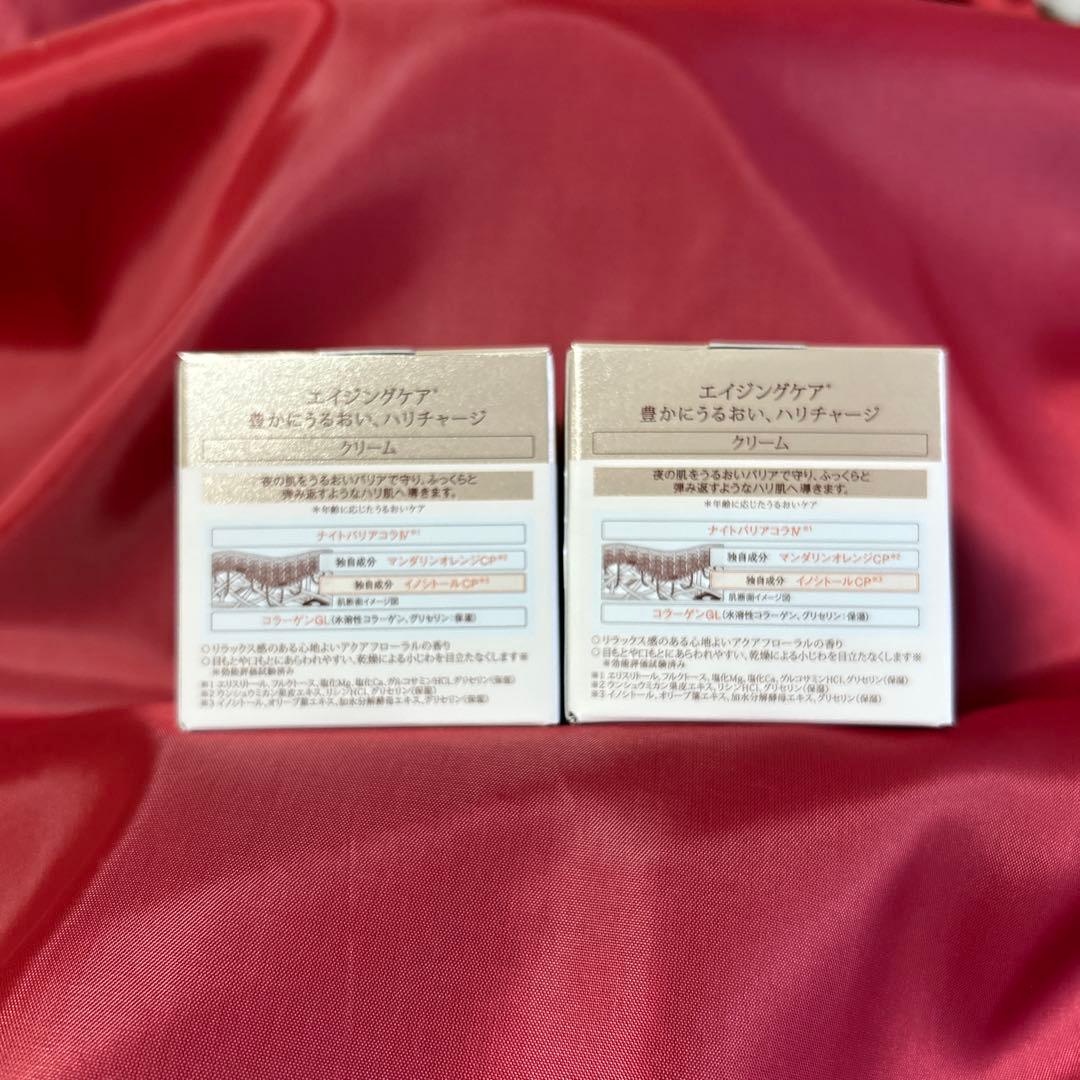 エイジングケア*
豊かにうるおい、ハリチャージ
クリーム
夜の肌をうるおいバリアで守り、ふっくらと
弾み返すようなハリ肌へ導きます。
*年齢に応じたうるおいケア
ナイトバリアコラⅣ※1
独自成分 マンダリンオレンジCP※2
独自成分 イノシトールCP※3
肌断面イメージ図
コラーゲンGL(水溶性コラーゲン、グリセリン:保湿)
○リラックス感のある心地よいアクアフローラルの香り
○目もとや口もとにあらわれやすい、乾燥による小じわを目立たなくします※
※効能評価試験済み
※1 エリスリトール、フルクトース、塩化Mg、塩化Ca、グルコサミンHCl、グリセリン(保湿)
※2 ウンシュウミカン果皮エキス、リシンHCl、グリセリン(保湿)
※3 イノシトール、オリーブ葉エキス、加水分解酵母エキス、グリセリン(保湿)
エイジングケア*
豊かにうるおい、ハリチャージ
クリーム
夜の肌をうるおいバリアで守り、ふっくらと
弾み返すようなハリ肌へ導きます。
*年齢に応じたうるおいケア
ナイトバリアコラⅣ※1
独自成分 マンダリンオレンジCP※2
独自成分 イノシトールCP※3
肌断面イメージ図
コラーゲンGL(水溶性コラーゲン、グリセリン:保湿)
○リラックス感のある心地よいアクアフローラルの香り
○目もとや口もとにあらわれやすい、乾燥による小じわを目立たなくします※
※効能評価試験済み
※1 エリスリトール、フルクトース、塩化Mg、塩化Ca、グルコサミンHCl、グリセリン(保湿)
※2 ウンシュウミカン果皮エキス、リシンHCl、グリセリン(保湿)
※3 イノシトール、オリーブ葉エキス、加水分解酵母エキス、グリセリン(保湿)